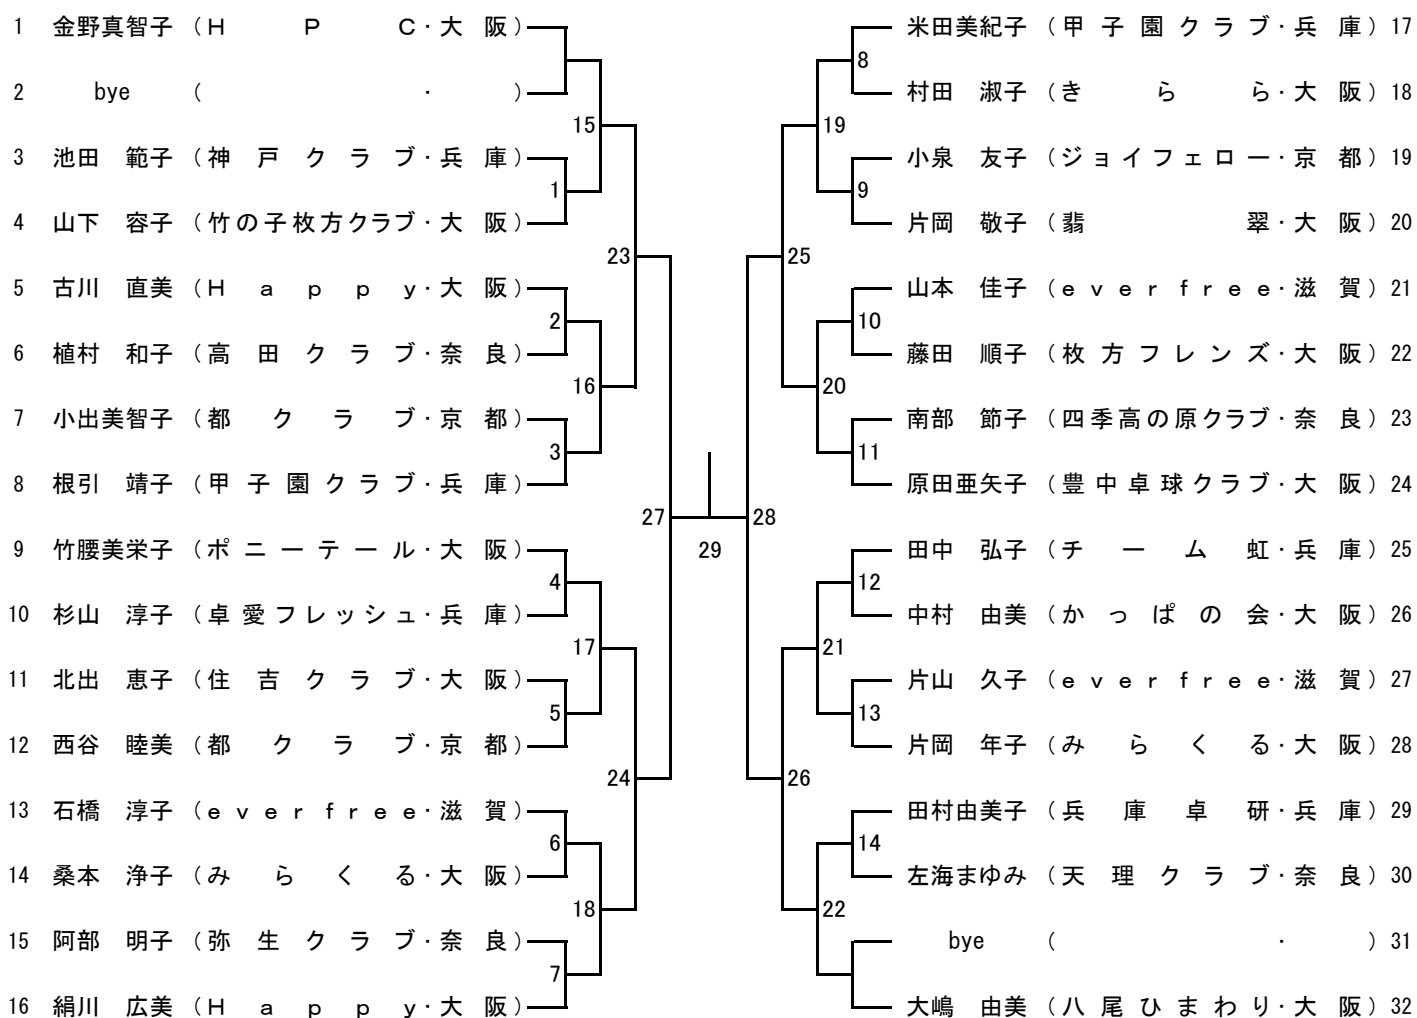 1 金野真智子 (H P C・大 阪)
2 bye ( ・ )
15
3 池田 範子 (神 戸 ク ラ ブ・兵 庫)
1
4 山下 容子 (竹の子枚方クラブ・大 阪)
23
5 古川 直美 (H a p p y・大 阪)
2
6 植村 和子 (高 田 ク ラ ブ・奈 良)
16
7 小出美智子 (都 ク ラ ブ・京 都)
3
8 根引 靖子 (甲 子 園 ク ラ ブ・兵 庫)
27
9 竹腰美栄子 (ポ ニ ー テ ー ル・大 阪)
4
10 杉山 淳子 (卓 愛 フ レ ッ シ ュ・兵 庫)
17
11 北出 恵子 (住 吉 ク ラ ブ・大 阪)
5
12 西谷 睦美 (都 ク ラ ブ・京 都)
24
13 石橋 淳子 (e v e r f r e e・滋 賀)
6
14 桑本 浄子 (み ら く る・大 阪)
18
15 阿部 明子 (弥 生 ク ラ ブ・奈 良)
7
16 絹川 広美 (H a p p y・大 阪)
29
米田美紀子 (甲 子 園 ク ラ ブ・兵 庫) 17
8
村田 淑子 (き ら ら・大 阪) 18
19
小泉 友子 (ジ ョ イ フ ェ ロ ー・京 都) 19
9
片岡 敬子 (翡 翠・大 阪) 20
25
山本 佳子 (e v e r f r e e・滋 賀) 21
10
藤田 順子 (枚 方 フ レ ン ズ・大 阪) 22
20
南部 節子 (四季高の原クラブ・奈 良) 23
11
原田亜矢子 (豊 中 卓 球 ク ラ ブ・大 阪) 24
28
田中 弘子 (チ ー ム 虹・兵 庫) 25
12
中村 由美 (か っ ぱ の 会・大 阪) 26
21
片山 久子 (e v e r f r e e・滋 賀) 27
13
片岡 年子 (み ら く る・大 阪) 28
26
田村由美子 (兵 庫 卓 研・兵 庫) 29
14
左海まゆみ (天 理 ク ラ ブ・奈 良) 30
22
bye ( ・ ) 31
大嶋 由美 (八 尾 ひ ま わ り・大 阪) 32